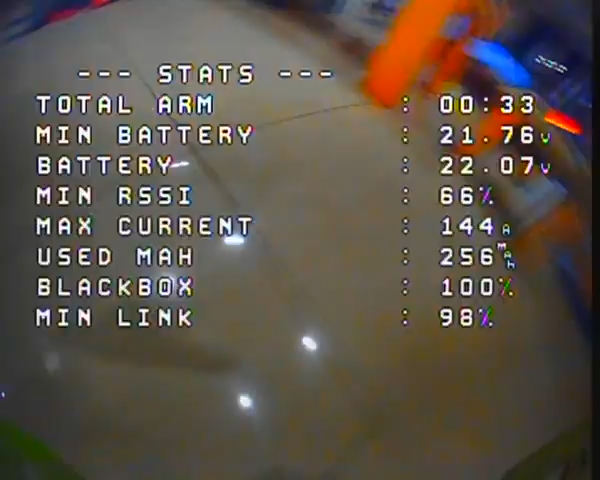 --- STATS ---
TOTAL ARM : 00:33
MIN BATTERY : 21.76V
BATTERY : 22.07V
MIN RSSI : 66%
MAX CURRENT : 144A
USED MAH : 256mAh
BLACKBOX : 100%
MIN LINK : 98%